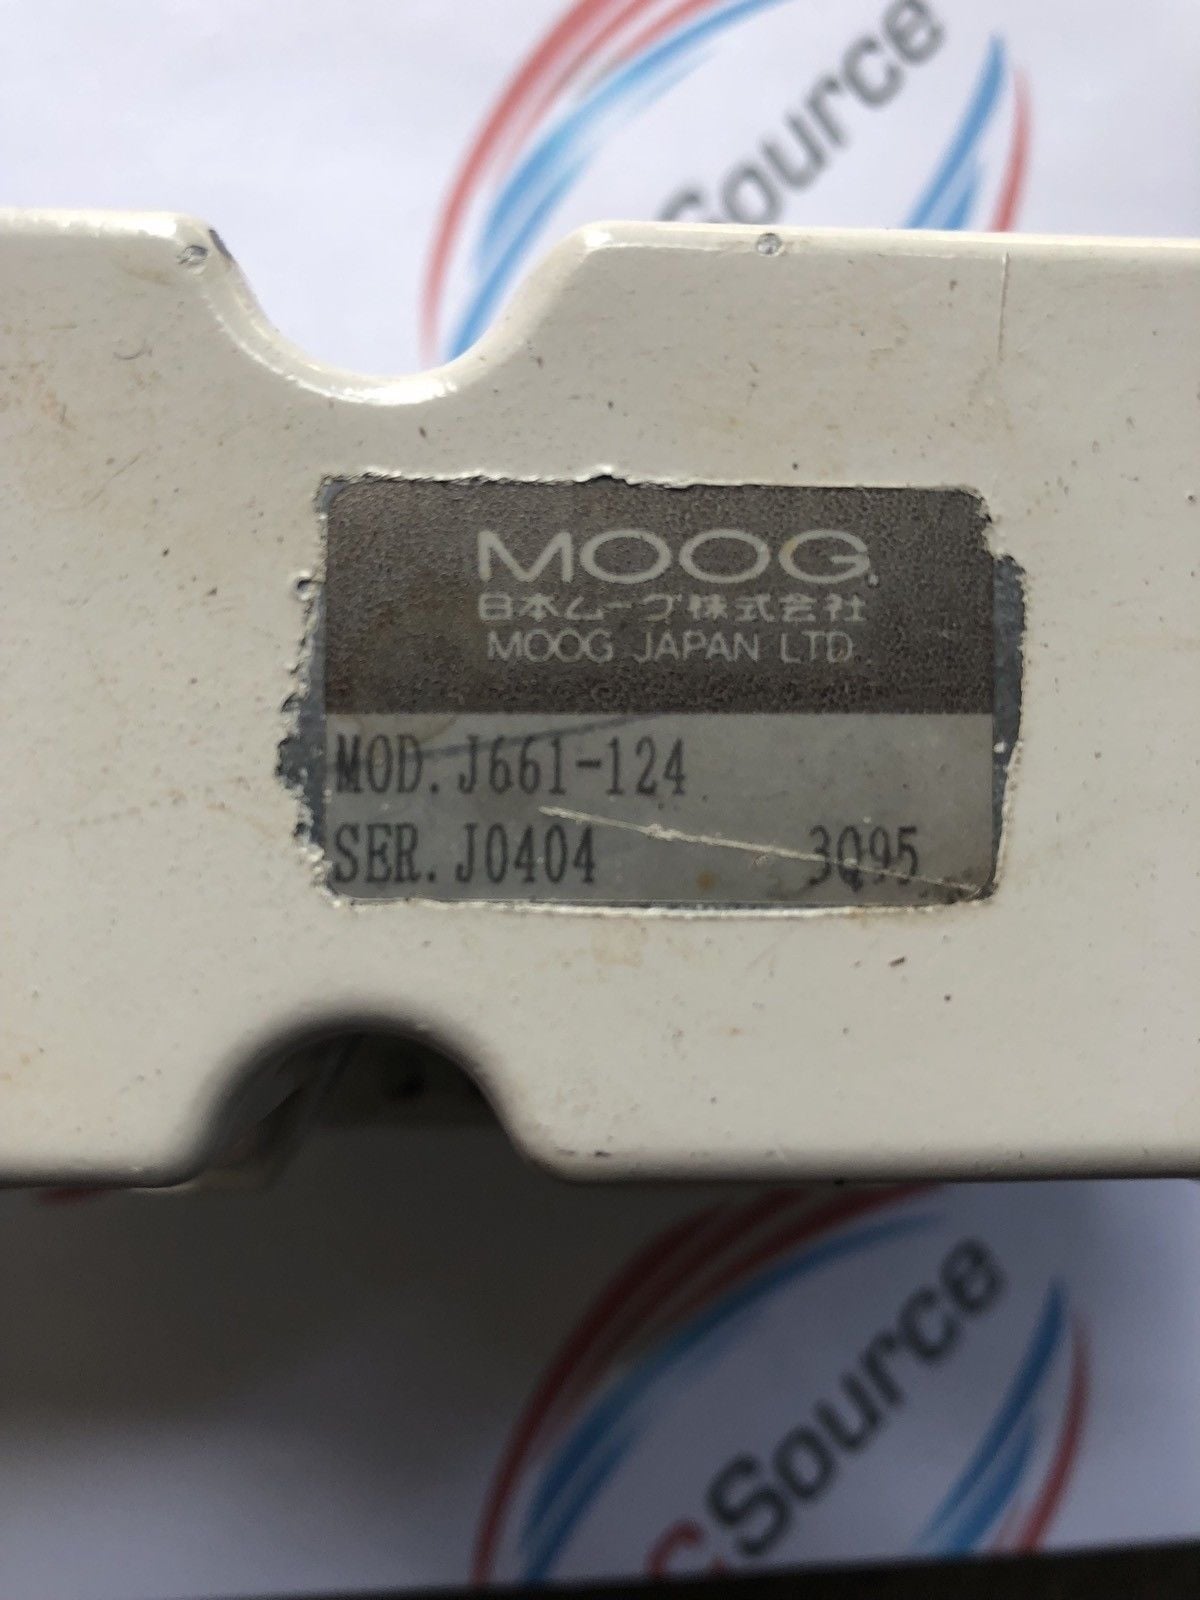 Source
MOOG
日本ムーグ株式会社
MOOG JAPAN LTD.
MOD. J661-124
SER. J0404 3Q95
cSource